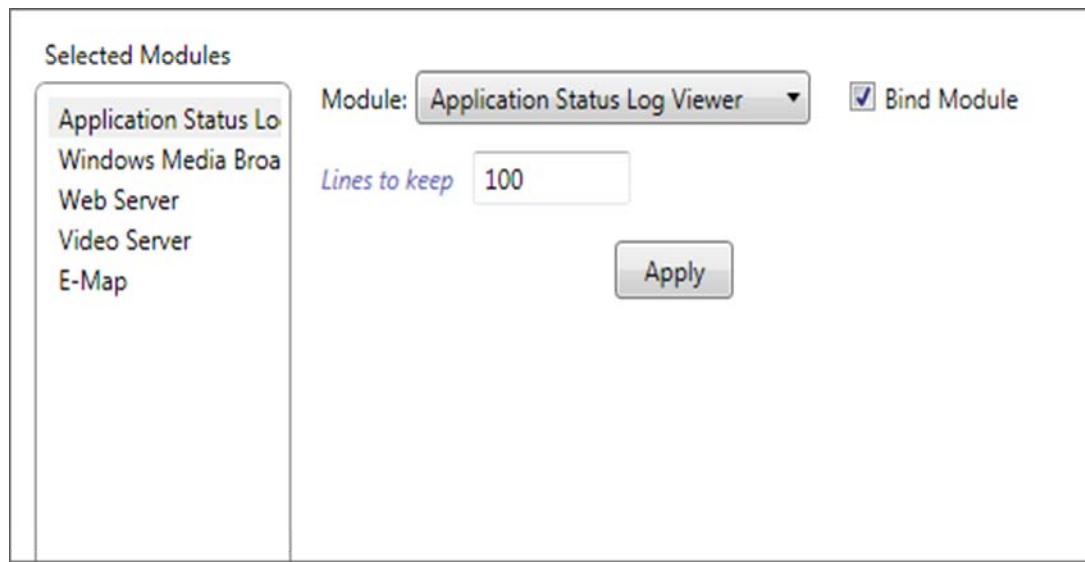 Selected Modules
Module: Application Status Log Viewer Bind Module
Application Status Lo
Windows Media Broa
Lines to keep 100
Web Server
Video Server
E-Map
Apply